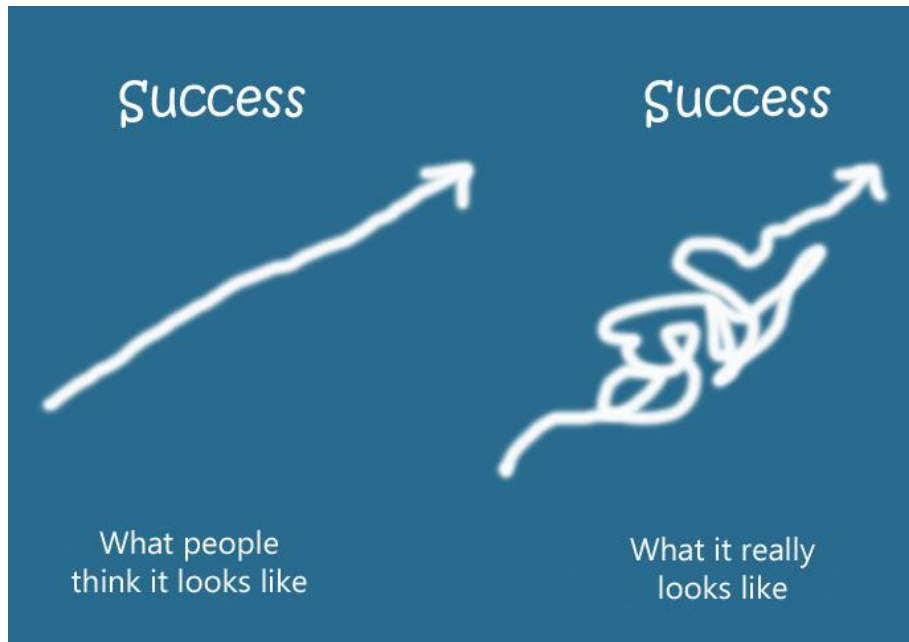 Success
What people
think it looks like
Success
What it really
looks like